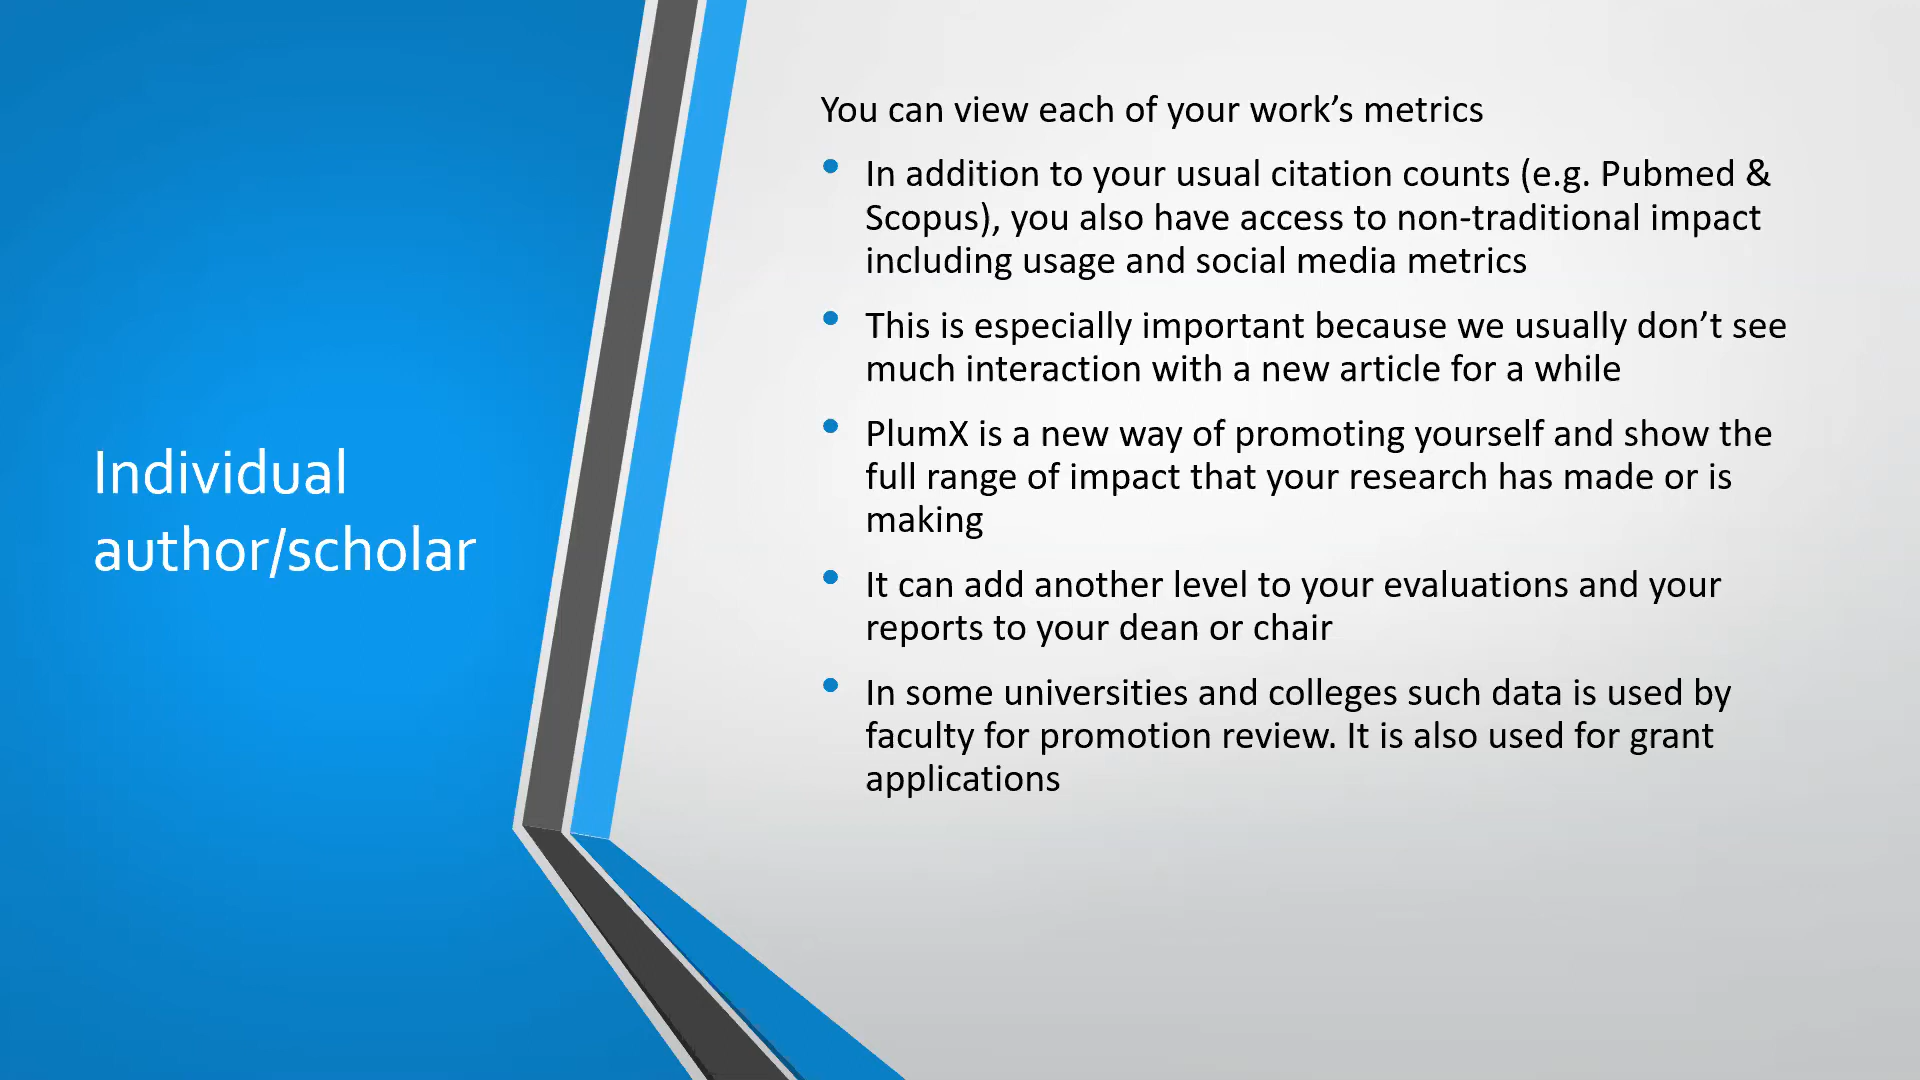 Individual
author/scholar
You can view each of your work’s metrics
• In addition to your usual citation counts (e.g. Pubmed &
Scopus), you also have access to non-traditional impact
including usage and social media metrics
• This is especially important because we usually don’t see
much interaction with a new article for a while
• PlumX is a new way of promoting yourself and show the
full range of impact that your research has made or is
making
• It can add another level to your evaluations and your
reports to your dean or chair
• In some universities and colleges such data is used by
faculty for promotion review. It is also used for grant
applications